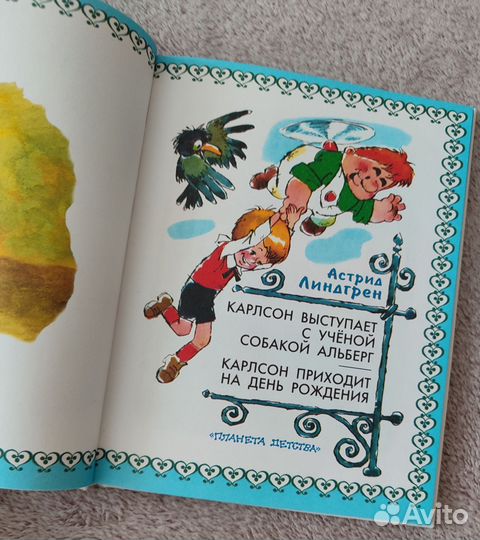 Астрид
Линдгрен
КАРЛСОН ВЫСТУПАЕТ
С УЧЁНОЙ
СОБАКОЙ АЛЬБЕРГ
КАРЛСОН ПРИХОДИТ
НА ДЕНЬ РОЖДЕНИЯ
«ПЛАНЕТА ДЕТСТВА»
Avito